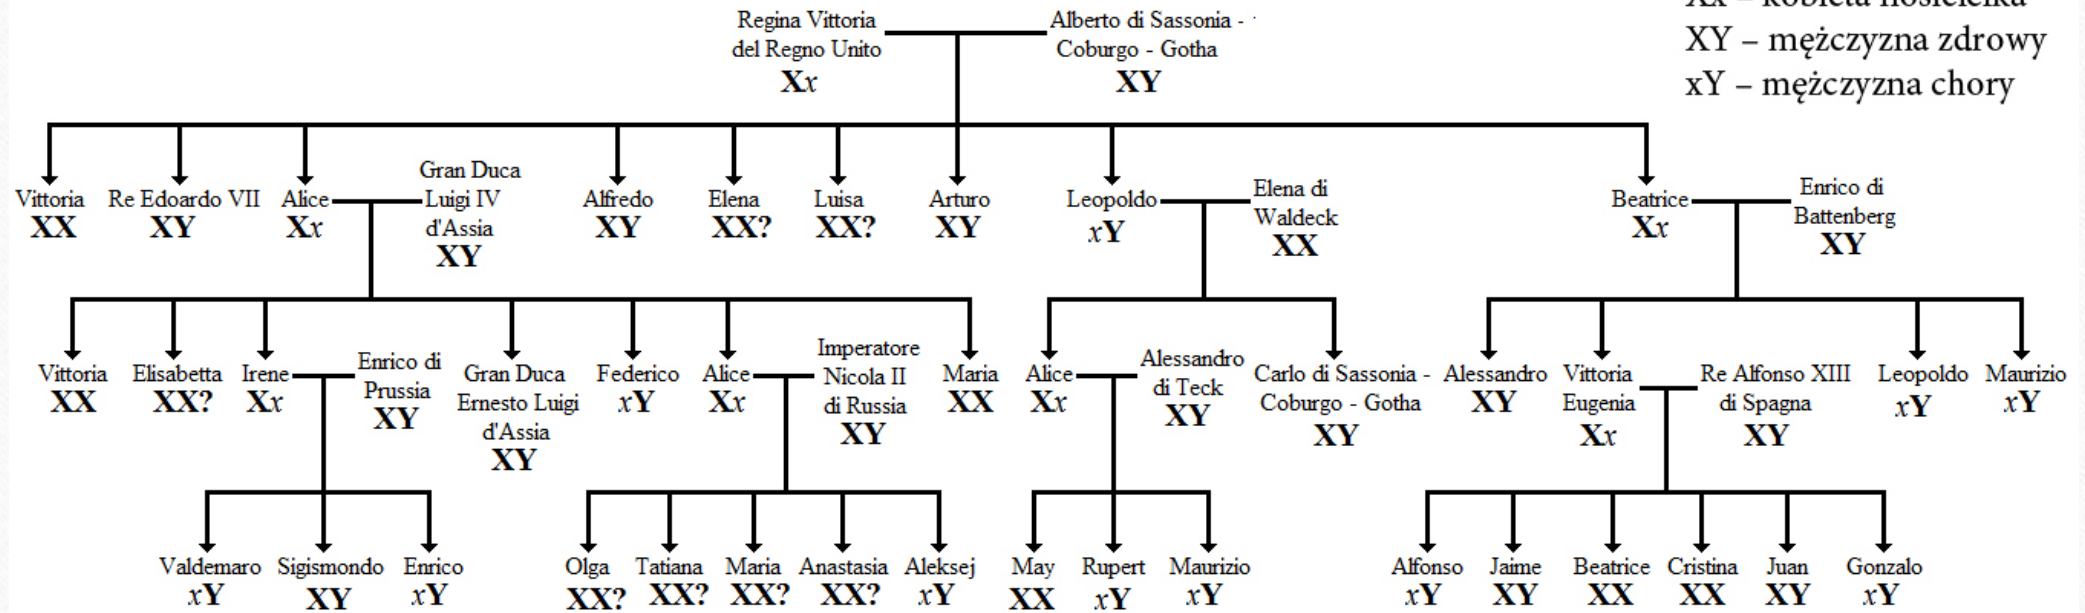 Regina Vittoria
del Regno Unito
Xx
Alberto di Sassonia -
Coburgo - Gotha
XY
Xx – kobieta nosicielka
XY – mężczyzna zdrowy
xY – mężczyzna chory
Vittoria
XX
Re Edoardo VII
XY
Alice
Xx
Gran Duca
Luigi IV
d'Assia
XY
Alfredo
XY
Elena
XX?
Luisa
XX?
Arturo
XY
Leopoldo
xY
Elena di
Waldeck
XX
Beatrice
Xx
Enrico di
Battenberg
XY
Vittoria
XX
Elisabetta
XX?
Irene
Xx
Enrico di
Prussia
XY
Gran Duca
Ernesto Luigi
d'Assia
XY
Federico
xY
Alice
Xx
Imperatore
Nicola II
di Russia
XY
Maria
XX
Alice
Xx
Alessandro
di Teck
XY
Carlo di Sassonia -
Coburgo - Gotha
XY
Alessandro
XY
Vittoria
Eugenia
Xx
Re Alfonso XIII
di Spagna
XY
Leopoldo
xY
Maurizio
xY
Valdemaro
xY
Sigismondo
XY
Enrico
xY
Olga
XX?
Tatiana
XX?
Maria
XX?
Anastasia
XX?
Aleksej
xY
May
XX
Rupert
xY
Maurizio
xY
Alfonso
xY
Jaime
XY
Beatrice
XX
Cristina
XX
Juan
XY
Gonzalo
xY